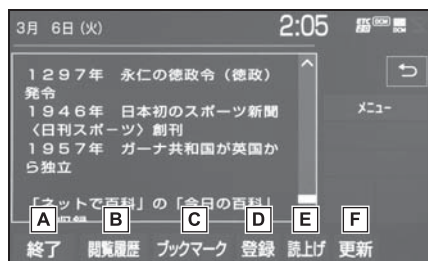 3月 6日(火)
2:05
ETC 2.0 DCM
1297年 永仁の徳政令(徳政)
発令
1946年 日本初のスポーツ新聞
〈日刊スポーツ〉創刊
メニュー
1957年 ガーナ共和国が英国か
ら独立
「ネットで百科」の「今日の百科」
A B C D E F
終了 閲覧履歴 ブックマーク 登録 読上げ 更新